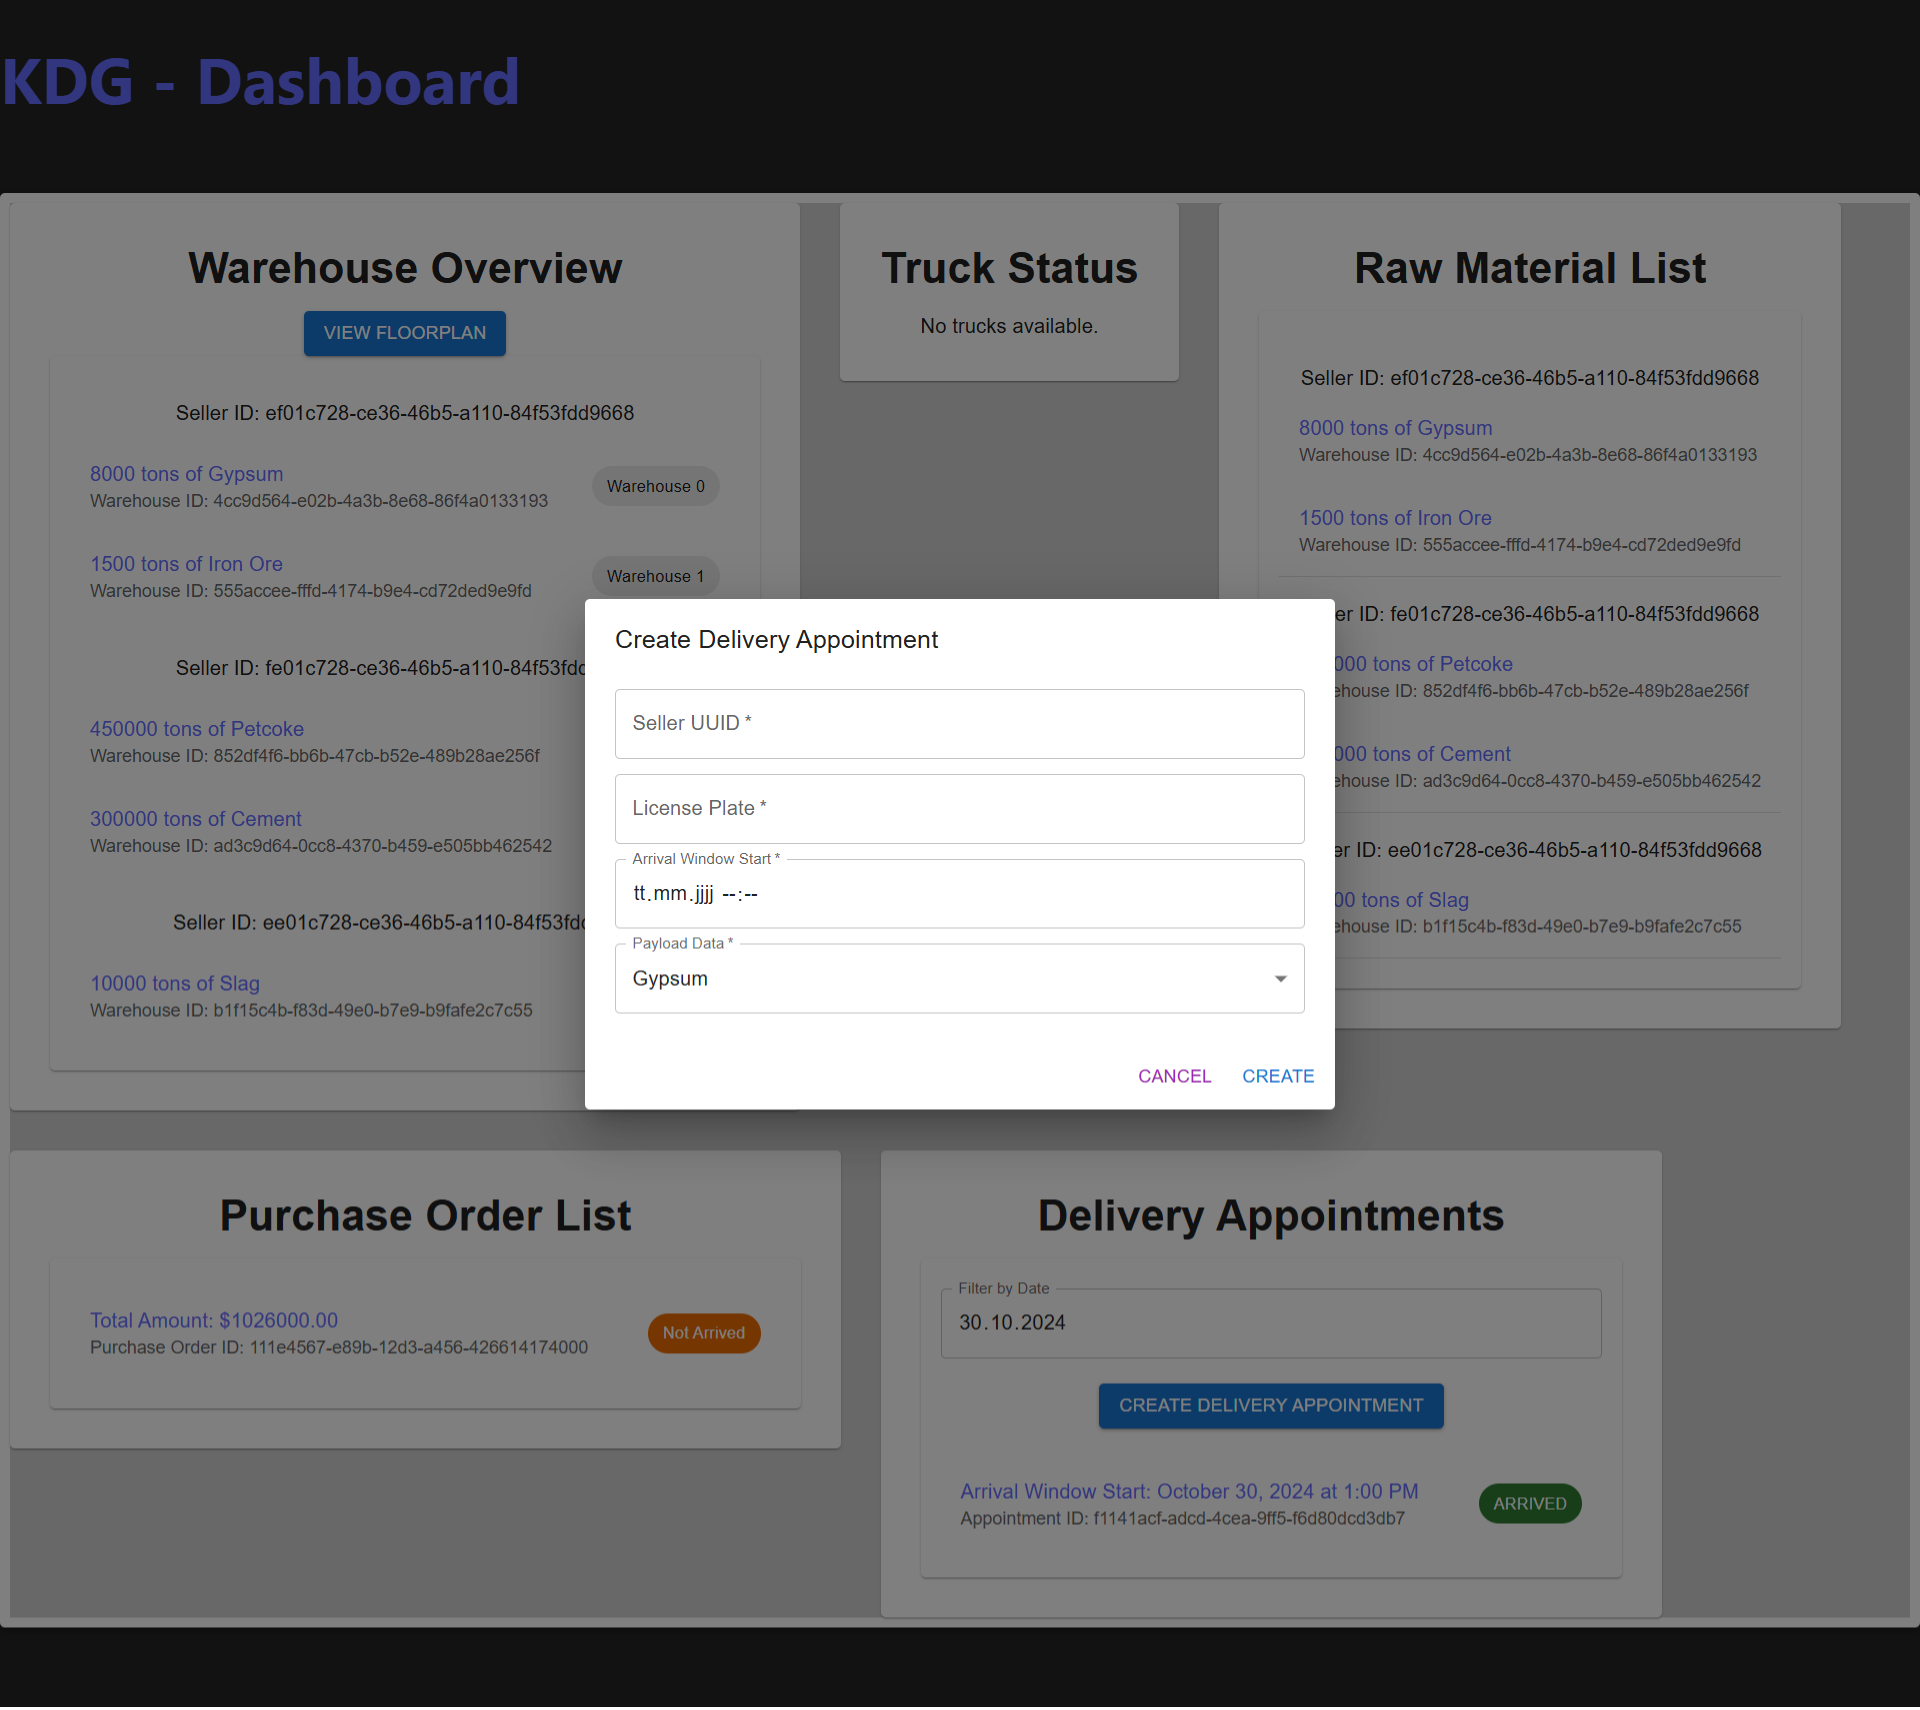 KDG - Dashboard
Warehouse Overview
VIEW FLOORPLAN
Seller ID: ef01c728-ce36-46b5-a110-84f53fdd9668
8000 tons of Gypsum
Warehouse ID: 4cc9d564-e02b-4a3b-8e68-86f4a0133193
Warehouse 0
1500 tons of Iron Ore
Warehouse ID: 555accee-fffd-4174-b9e4-cd72ded9e9fd
Warehouse 1
Seller ID: fe01c728-ce36-46b5-a110-84f53fdd
450000 tons of Petcoke
Warehouse ID: 852df4f6-bb6b-47cb-b52e-489b28ae256f
300000 tons of Cement
Warehouse ID: ad3c9d64-0cc8-4370-b459-e505bb462542
Seller ID: ee01c728-ce36-46b5-a110-84f53fdd
10000 tons of Slag
Warehouse ID: b1f15c4b-f83d-49e0-b7e9-b9fafe2c7c55
Truck Status
No trucks available.
Raw Material List
Seller ID: ef01c728-ce36-46b5-a110-84f53fdd9668
8000 tons of Gypsum
Warehouse ID: 4cc9d564-e02b-4a3b-8e68-86f4a0133193
1500 tons of Iron Ore
Warehouse ID: 555accee-fffd-4174-b9e4-cd72ded9e9fd
er ID: fe01c728-ce36-46b5-a110-84f53fdd9668
000 tons of Petcoke
ehouse ID: 852df4f6-bb6b-47cb-b52e-489b28ae256f
000 tons of Cement
ehouse ID: ad3c9d64-0cc8-4370-b459-e505bb462542
er ID: ee01c728-ce36-46b5-a110-84f53fdd9668
00 tons of Slag
ehouse ID: b1f15c4b-f83d-49e0-b7e9-b9fafe2c7c55
Create Delivery Appointment
Seller UUID *
License Plate *
Arrival Window Start *
tt.mm.jjjj --:--
Payload Data *
Gypsum
CANCEL
CREATE
Purchase Order List
Total Amount: $1026000.00
Purchase Order ID: 111e4567-e89b-12d3-a456-426614174000
Not Arrived
Delivery Appointments
Filter by Date
30.10.2024
CREATE DELIVERY APPOINTMENT
Arrival Window Start: October 30, 2024 at 1:00 PM
Appointment ID: f1141acf-adcd-4cea-9ff5-f6d80dcd3db7
ARRIVED